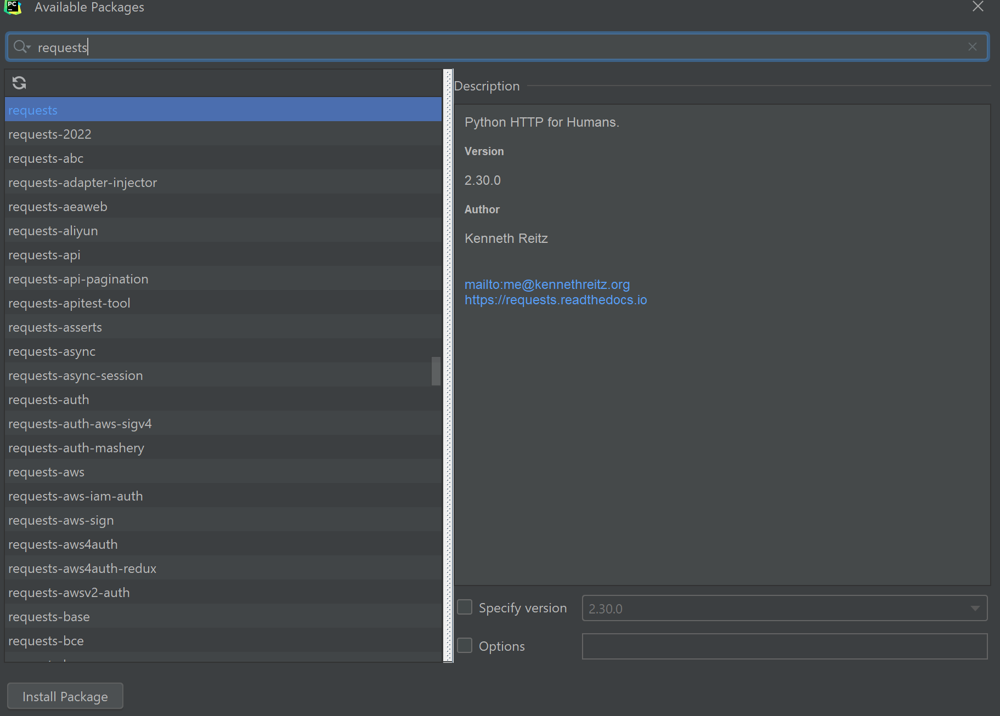 PC
Available Packages
requests
requests
requests-2022
requests-abc
requests-adapter-injector
requests-aeaweb
requests-aliyun
requests-api
requests-api-pagination
requests-apitest-tool
requests-asserts
requests-async
requests-async-session
requests-auth
requests-auth-aws-sigv4
requests-auth-mashery
requests-aws
requests-aws-iam-auth
requests-aws-sign
requests-aws4auth
requests-aws4auth-redux
requests-awsv2-auth
requests-base
requests-bce
Description
Python HTTP for Humans.
Version
2.30.0
Author
Kenneth Reitz
mailto:me@kennethreitz.org
https://requests.readthedocs.io
Specify version 2.30.0
Options
Install Package